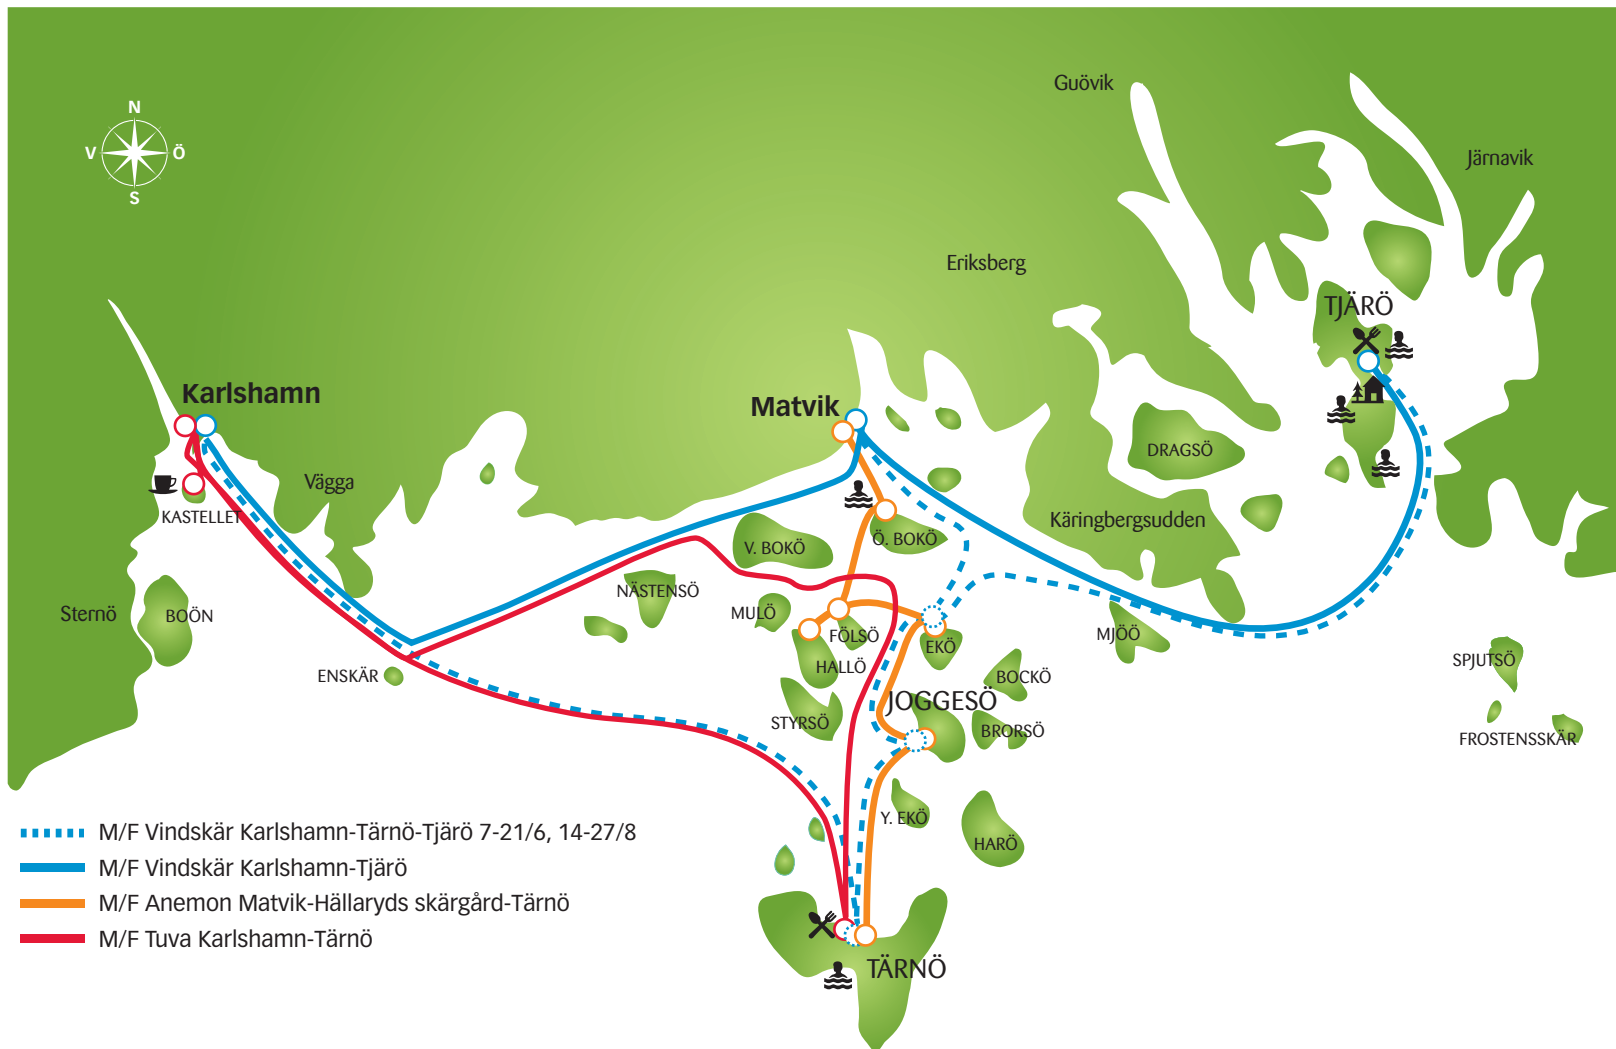 Guövik
N
V
Ö
S
Järnavik
Eriksberg
TJÄRÖ
Karlshamn
Matvik
DRAGSÖ
Vägga
KASTELLET
Käringbergsudden
V. BOKÖ
Ö. BOKÖ
NÄSTENSÖ
Sternö
BOÖN
MULÖ
FÖLSÖ
MJÖÖ
EKÖ
HALLÖ
SPJUTSÖ
ENSKÄR
BOCKÖ
JOGGESÖ
STYRSÖ
BRORSÖ
FROSTENSSKÄR
Y. EKÖ
HARÖ
M/F Vindskär Karlshamn-Tärnö-Tjärö 7-21/6, 14-27/8
M/F Vindskär Karlshamn-Tjärö
M/F Anemon Matvik-Hällaryds skärgård-Tärnö
M/F Tuva Karlshamn-Tärnö
TÄRNÖ